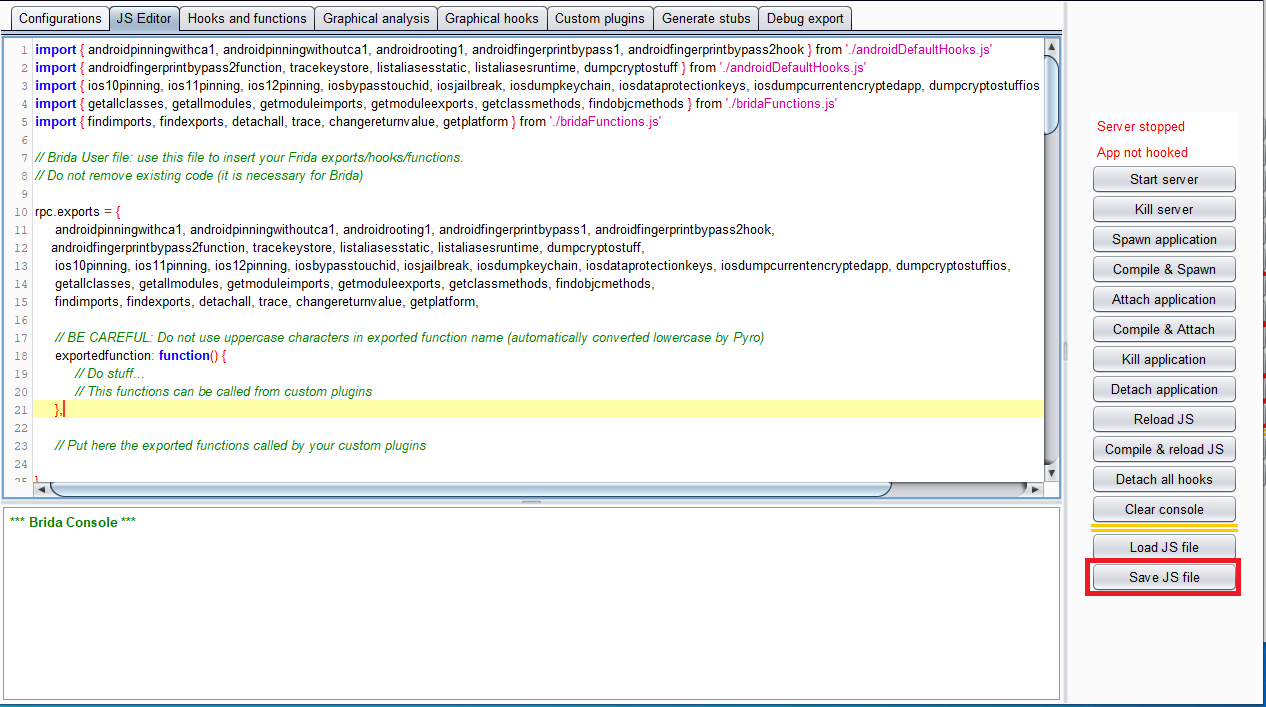 Configurations JS Editor Hooks and functions Graphical analysis Graphical hooks Custom plugins Generate stubs Debug export
1 import { androidpinningwithca1, androidpinningwithoutca1, androidrooting1, androidfingerprintbypass1, androidfingerprintbypass2hook } from './androidDefaultHooks.js'
2 import { androidfingerprintbypass2function, tracekeystore, listaliasesstatic, listaliasesruntime, dumpcryptostuff } from './androidDefaultHooks.js'
3 import { ios10pinning, ios11pinning, ios12pinning, iosbypasstouchid, iosjailbreak, iosdumpkeychain, iosdataprotectionkeys, iosdumpcurrentencryptedapp, dumpcryptostuffios
4 import { getallclasses, getallmodules, getmoduleimports, getmoduleexports, getclassmethods, findobjcmethods } from './bridaFunctions.js'
5 import { findimports, findexports, detachall, trace, changereturnvalue, getplatform } from './bridaFunctions.js'
6
7 // Brida User file: use this file to insert your Frida exports/hooks/functions.
8 // Do not remove existing code (it is necessary for Brida)
9
10 rpc.exports = {
11 androidpinningwithca1, androidpinningwithoutca1, androidrooting1, androidfingerprintbypass1, androidfingerprintbypass2hook,
12 androidfingerprintbypass2function, tracekeystore, listaliasesstatic, listaliasesruntime, dumpcryptostuff,
13 ios10pinning, ios11pinning, ios12pinning, iosbypasstouchid, iosjailbreak, iosdumpkeychain, iosdataprotectionkeys, iosdumpcurrentencryptedapp, dumpcryptostuffios,
14 getallclasses, getallmodules, getmoduleimports, getmoduleexports, getclassmethods, findobjcmethods,
15 findimports, findexports, detachall, trace, changereturnvalue, getplatform,
16
17 // BE CAREFUL: Do not use uppercase characters in exported function name (automatically converted lowercase by Pyro)
18 exportedfunction: function() {
19 // Do stuff...
20 // This functions can be called from custom plugins
21 },
22
23 // Put here the exported functions called by your custom plugins
24
25 }
*** Brida Console ***
Server stopped
App not hooked
Start server
Kill server
Spawn application
Compile & Spawn
Attach application
Compile & Attach
Kill application
Detach application
Reload JS
Compile & reload JS
Detach all hooks
Clear console
Load JS file
Save JS file